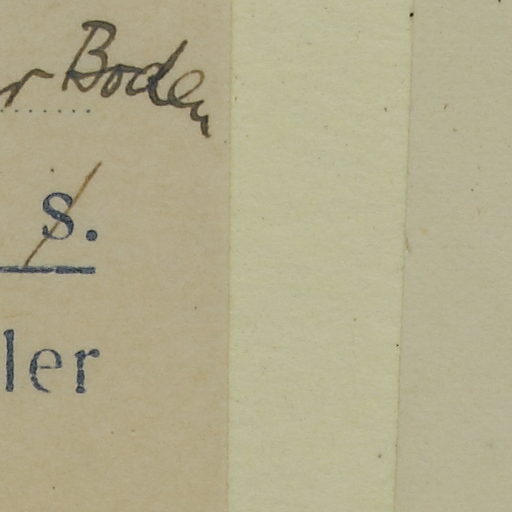 r Boden
s.
ler